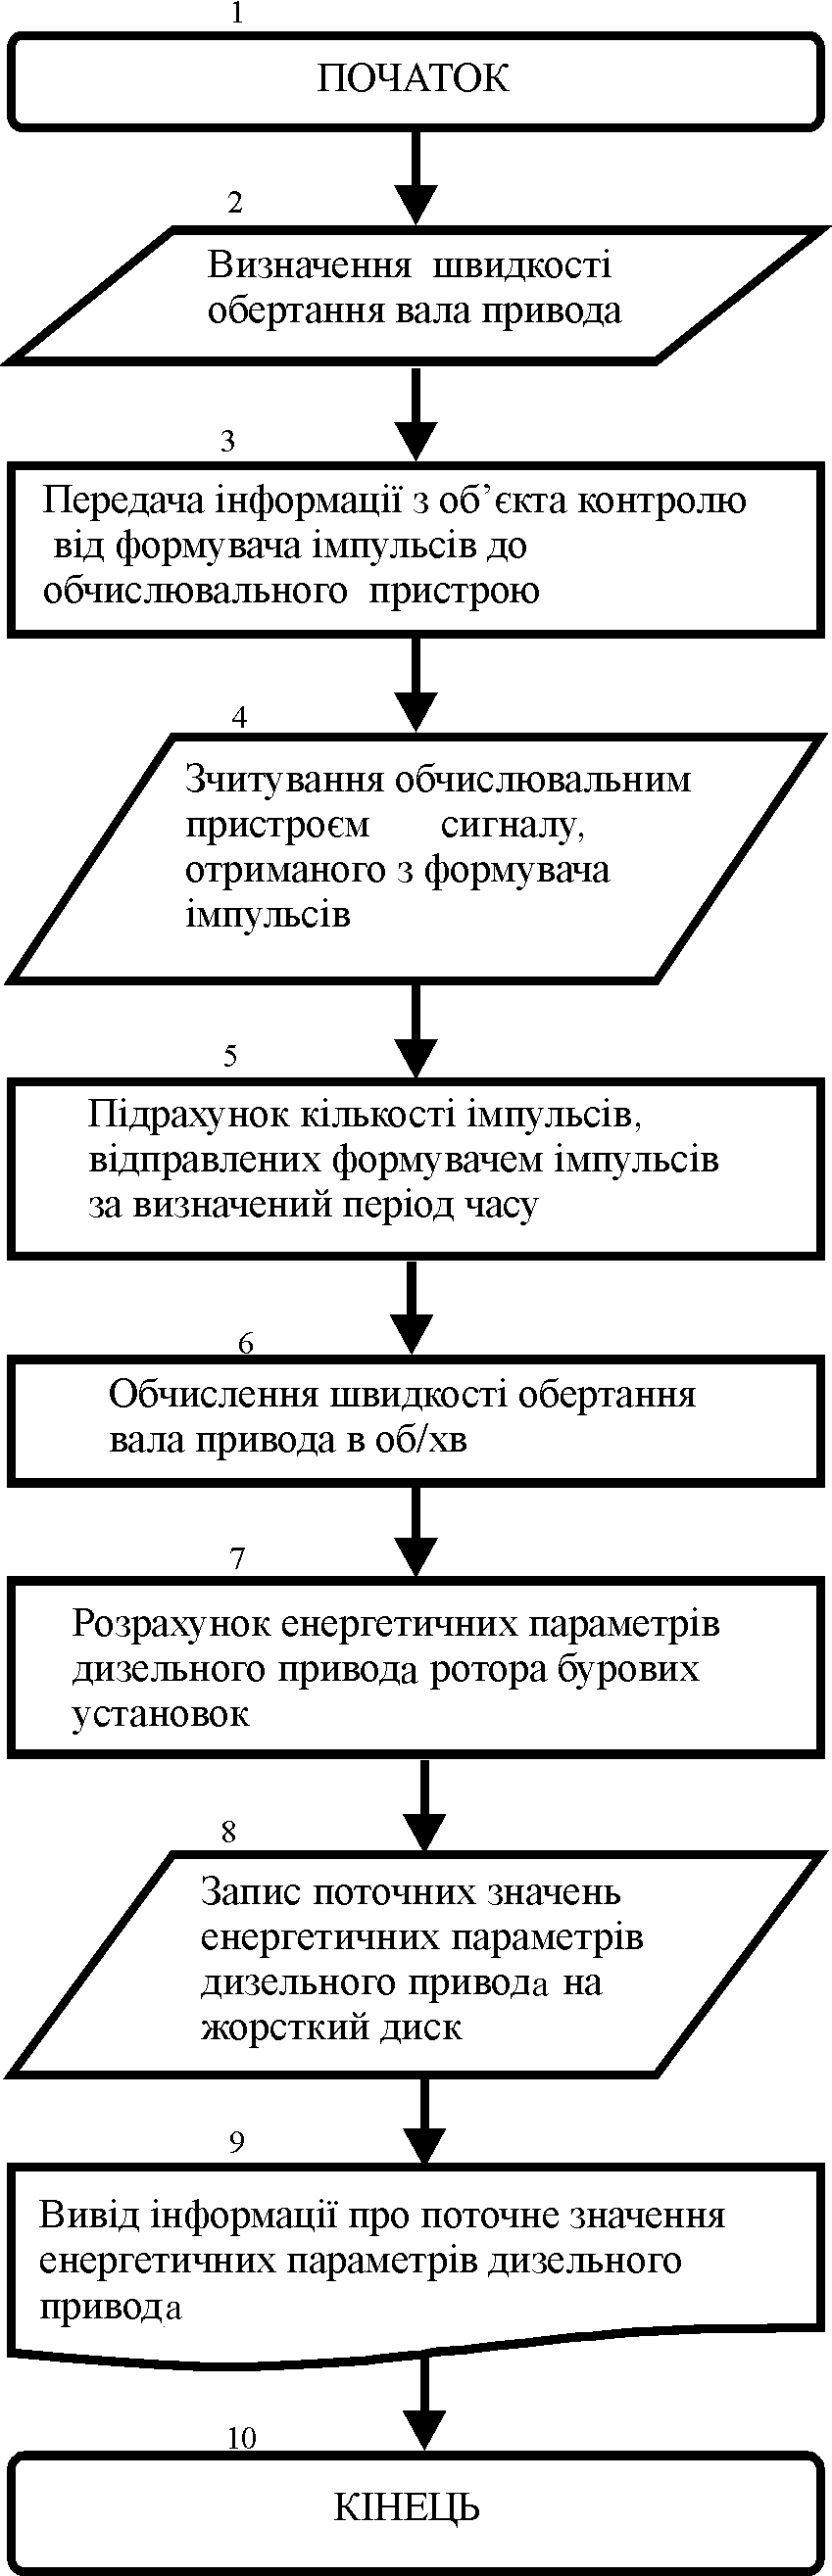 1
ПОЧАТОК
2
Визначення швидкості
обертання вала привода
3
Передача інформації з об’єкта контролю
від формувача імпульсів до
обчислювального пристрою
4
Зчитування обчислювальним
пристроєм сигналу,
отриманого з формувача
імпульсів
5
Підрахунок кількості імпульсів,
відправлених формувачем імпульсів
за визначений період часу
6
Обчислення швидкості обертання
вала привода в об/хв
7
Розрахунок енергетичних параметрів
дизельного привода ротора бурових
установок
8
Запис поточних значень
енергетичних параметрів
дизельного привода на
жорсткий диск
9
Вивід інформації про поточне значення
енергетичних параметрів дизельного
привода
10
КІНЕЦЬ